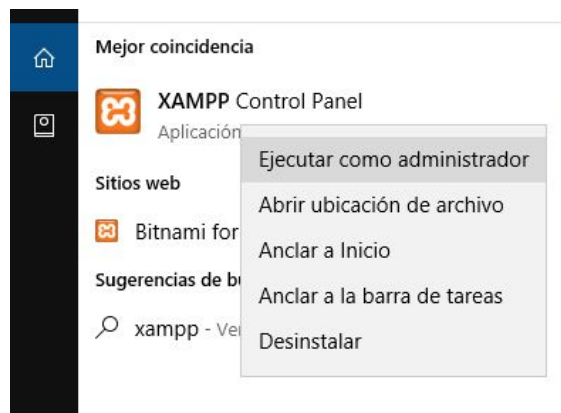 Mejor coincidencia
XAMPP Control Panel
Aplicación
Ejecutar como administrador
Sitios web
Abrir ubicación de archivo
Bitnami for
Anclar a Inicio
Sugerencias de
Anclar a la barra de tareas
xampp - Ve
Desinstalar